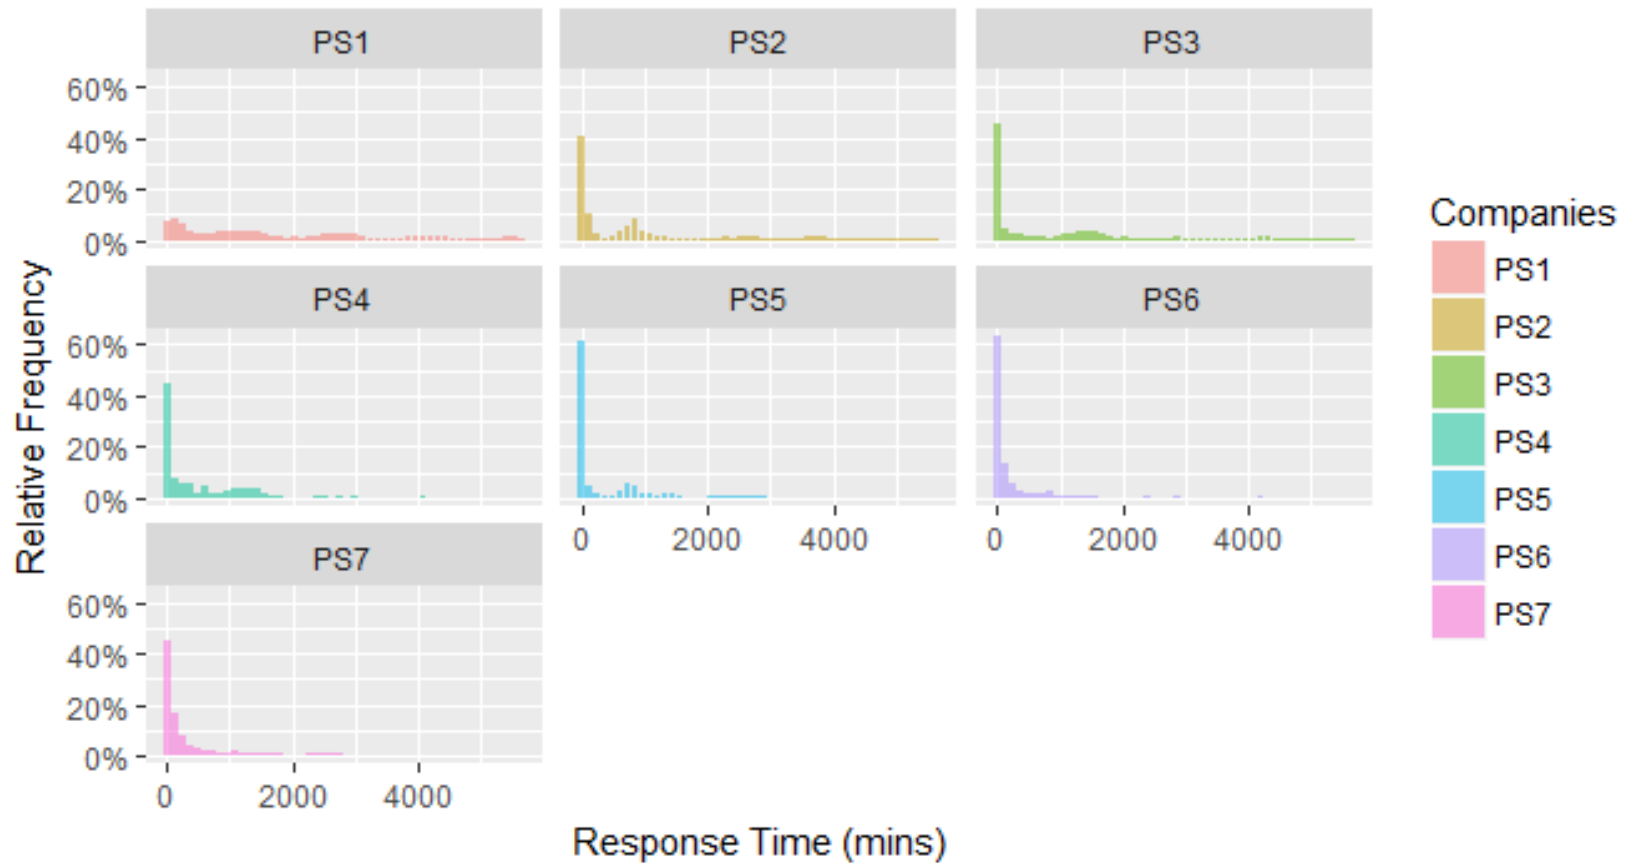 PS1
PS2
PS3
60%
40%
20%
0%
PS4
PS5
PS6
60%
40%
20%
0%
0
2000
4000
0
2000
4000
PS7
60%
40%
20%
0%
0
2000
4000
Relative Frequency
Response Time (mins)
Companies
PS1
PS2
PS3
PS4
PS5
PS6
PS7